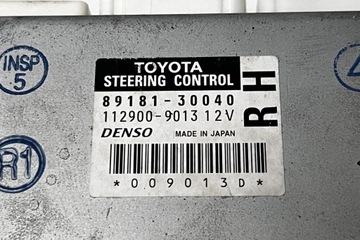 INSP
5
TOYOTA
STEERING CONTROL
89181-30040
112900-9013 12V
DENSO MADE IN JAPAN
*009013D*
RH
R1